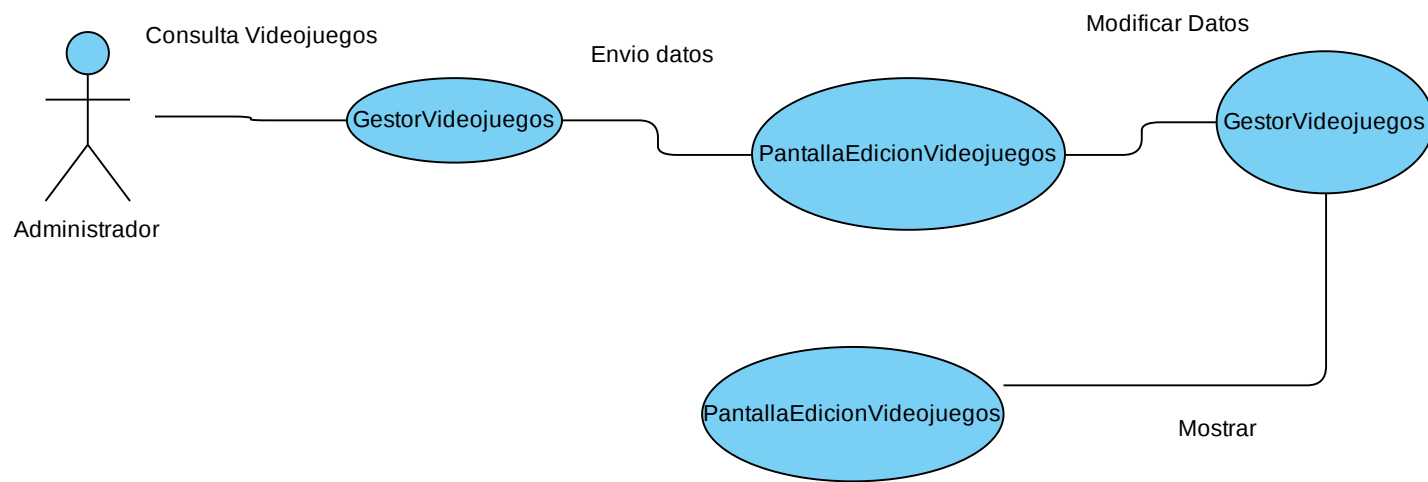 Consulta Videojuegos
Envio datos
Modificar Datos
GestorVideojuegos
PantallaEdicionVideojuegos
GestorVideojuegos
Administrador
PantallaEdicionVideojuegos
Mostrar